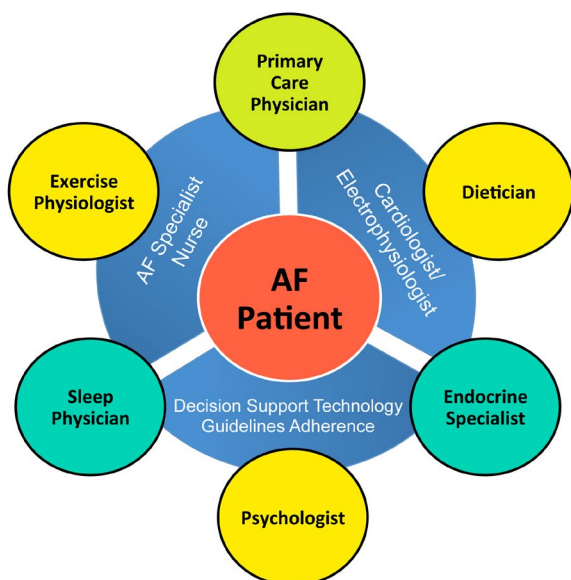 Primary
Care
Physician
Exercise
Physiologist
Dietician
AF Specialist
Nurse
Cardiologist/
Electrophysiologist
AF
Patient
Sleep
Physician
Decision Support Technology
Guidelines Adherence
Endocrine
Specialist
Psychologist